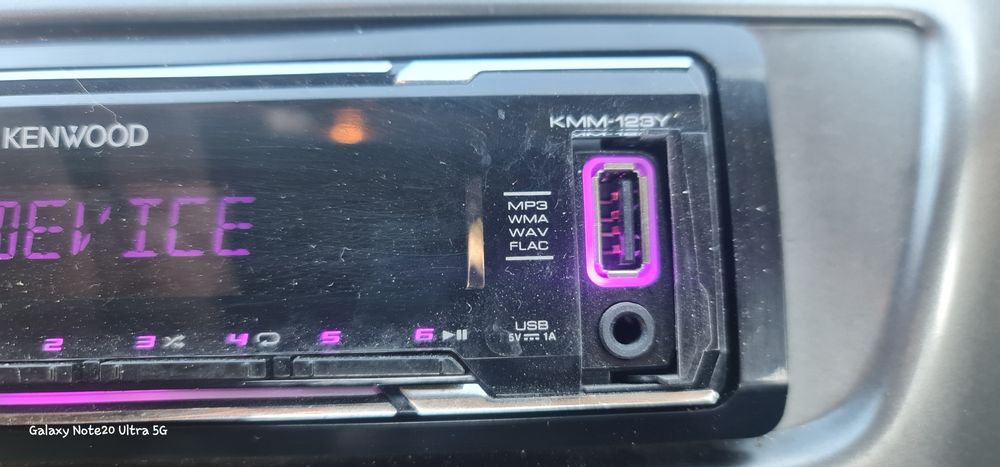 KMM-123Y
KENWOOD
DEVICE
MP3
WMA
WAV
FLAC
USB
5V 1A
2 3 4 5 6
Galaxy Note20 Ultra 5G